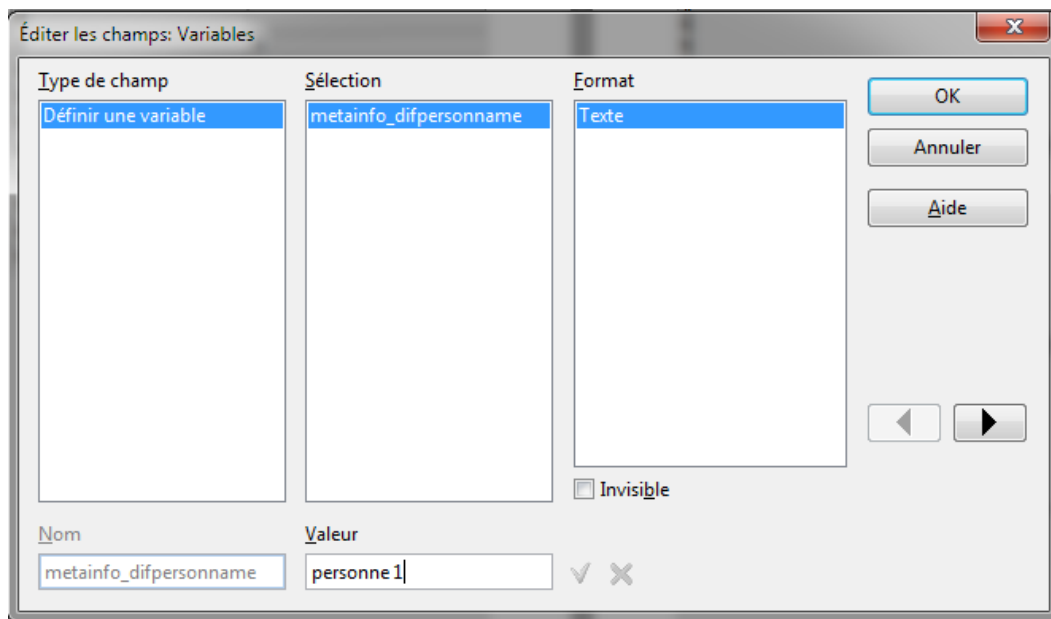 Éditer les champs: Variables
Type de champ
Sélection
Format
Définir une variable
metainfo_difpersonname
Texte
OK
Annuler
Aide
Invisible
Nom
Valeur
metainfo_difpersonname
personne 1